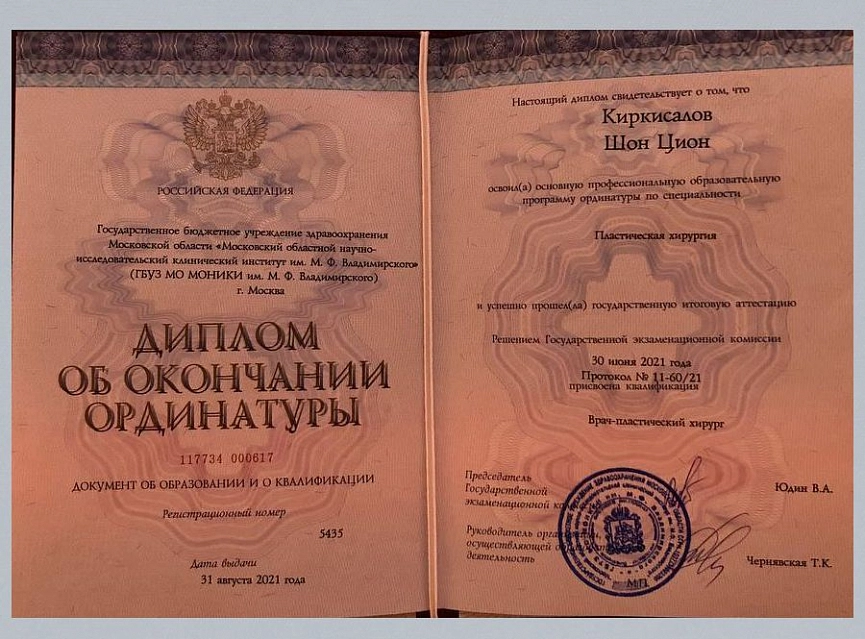 РОССИЙСКАЯ ФЕДЕРАЦИЯ
Государственное бюджетное учреждение здравоохранения
Московской области «Московский областной научно-
исследовательский клинический институт им. М. Ф. Владимирского»
(ГБУЗ МО МОНИКИ им. М. Ф. Владимирского)
г. Москва
ДИПЛОМ
ОБ ОКОНЧАНИИ
ОРДИНАТУРЫ
117734 000617
ДОКУМЕНТ ОБ ОБРАЗОВАНИИ И О КВАЛИФИКАЦИИ
Регистрационный номер
5435
Дата выдачи
31 августа 2021 года
Настоящий диплом свидетельствует о том, что
Киркисалов
Шон Цион
освоил(а) основную профессиональную образовательную
программу ординатуры по специальности
Пластическая хирургия
и успешно прошел(ла) государственную итоговую аттестацию
Решением Государственной экзаменационной комиссии
30 июня 2021 года
Протокол № 11-60/21
присвоена квалификация
Врач-пластический хирург
Председатель
Государственной
экзаменационной
Юдин В.А.
Руководитель
осуществляющей
деятельность
Чернявская Т.К.
М.П.